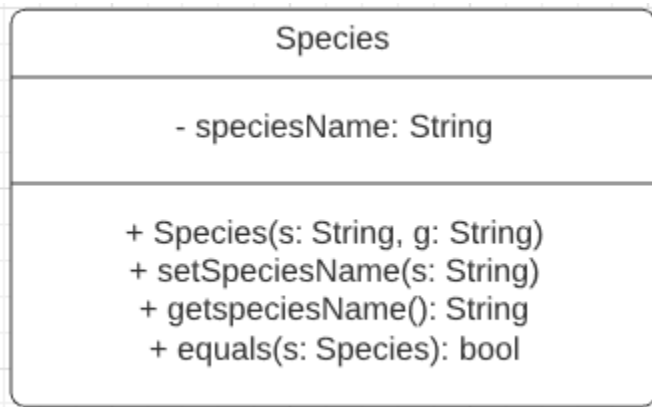 Species
- speciesName: String
+ Species(s: String, g: String)
+ setSpeciesName(s: String)
+ getspeciesName(): String
+ equals(s: Species): bool